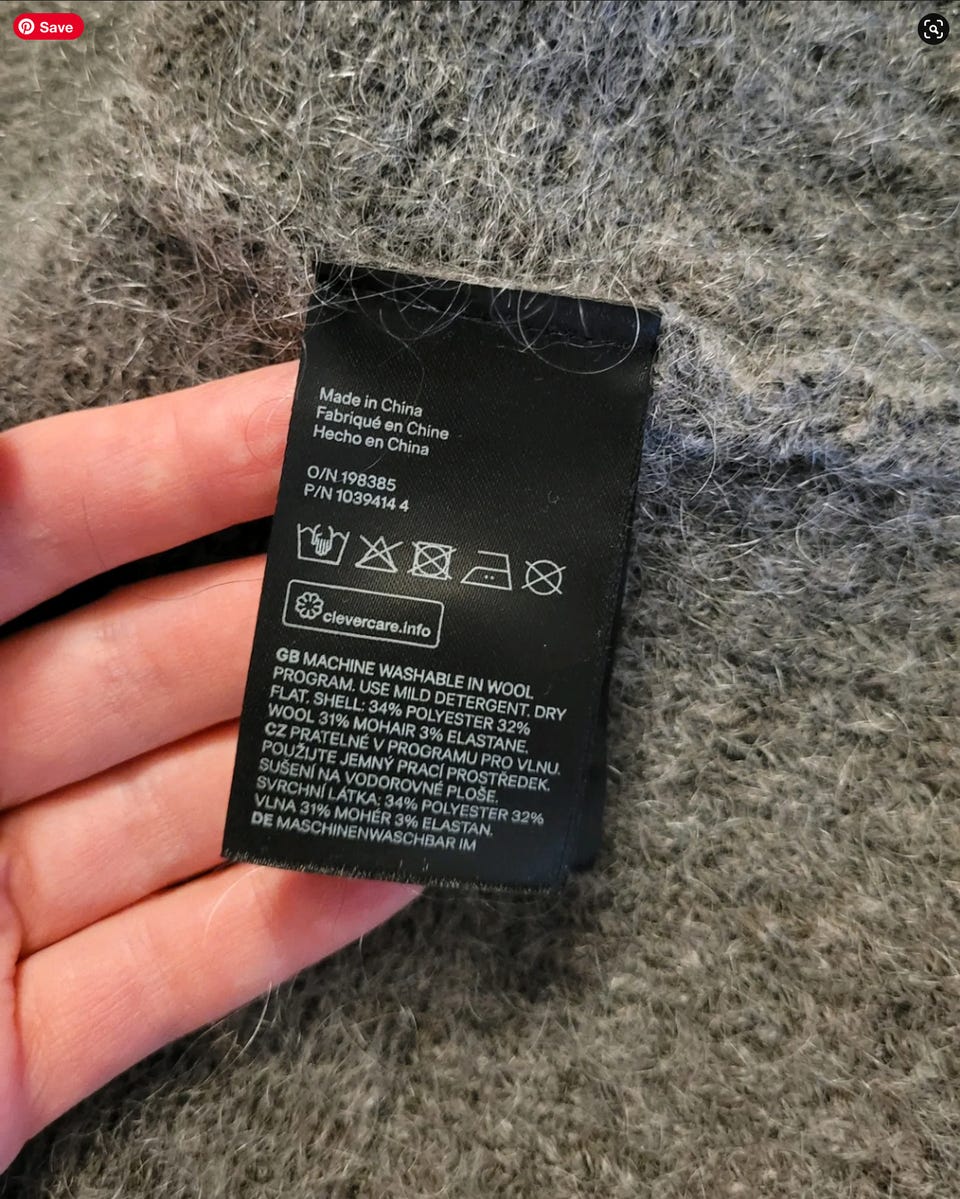 Save
Made in China
Fabriqué en Chine
Hecho en China
O/N 198385
P/N 1039414 4
clevercare.info
GB MACHINE WASHABLE IN WOOL
PROGRAM. USE MILD DETERGENT. DRY
FLAT. SHELL: 34% POLYESTER 32%
WOOL 31% MOHAIR 3% ELASTANE.
CZ PRATELNÉ V PROGRAMU PRO VLNU.
POUŽIJTE JEMNÝ PRACÍ PROSTŘEDEK.
SUŠENÍ NA VODOROVNÉ PLOŠE.
SVRCHNÍ LÁTKA: 34% POLYESTER 32%
VLNA 31% MOHÉR 3% ELASTAN.
DE MASCHINENWASCHBAR IM